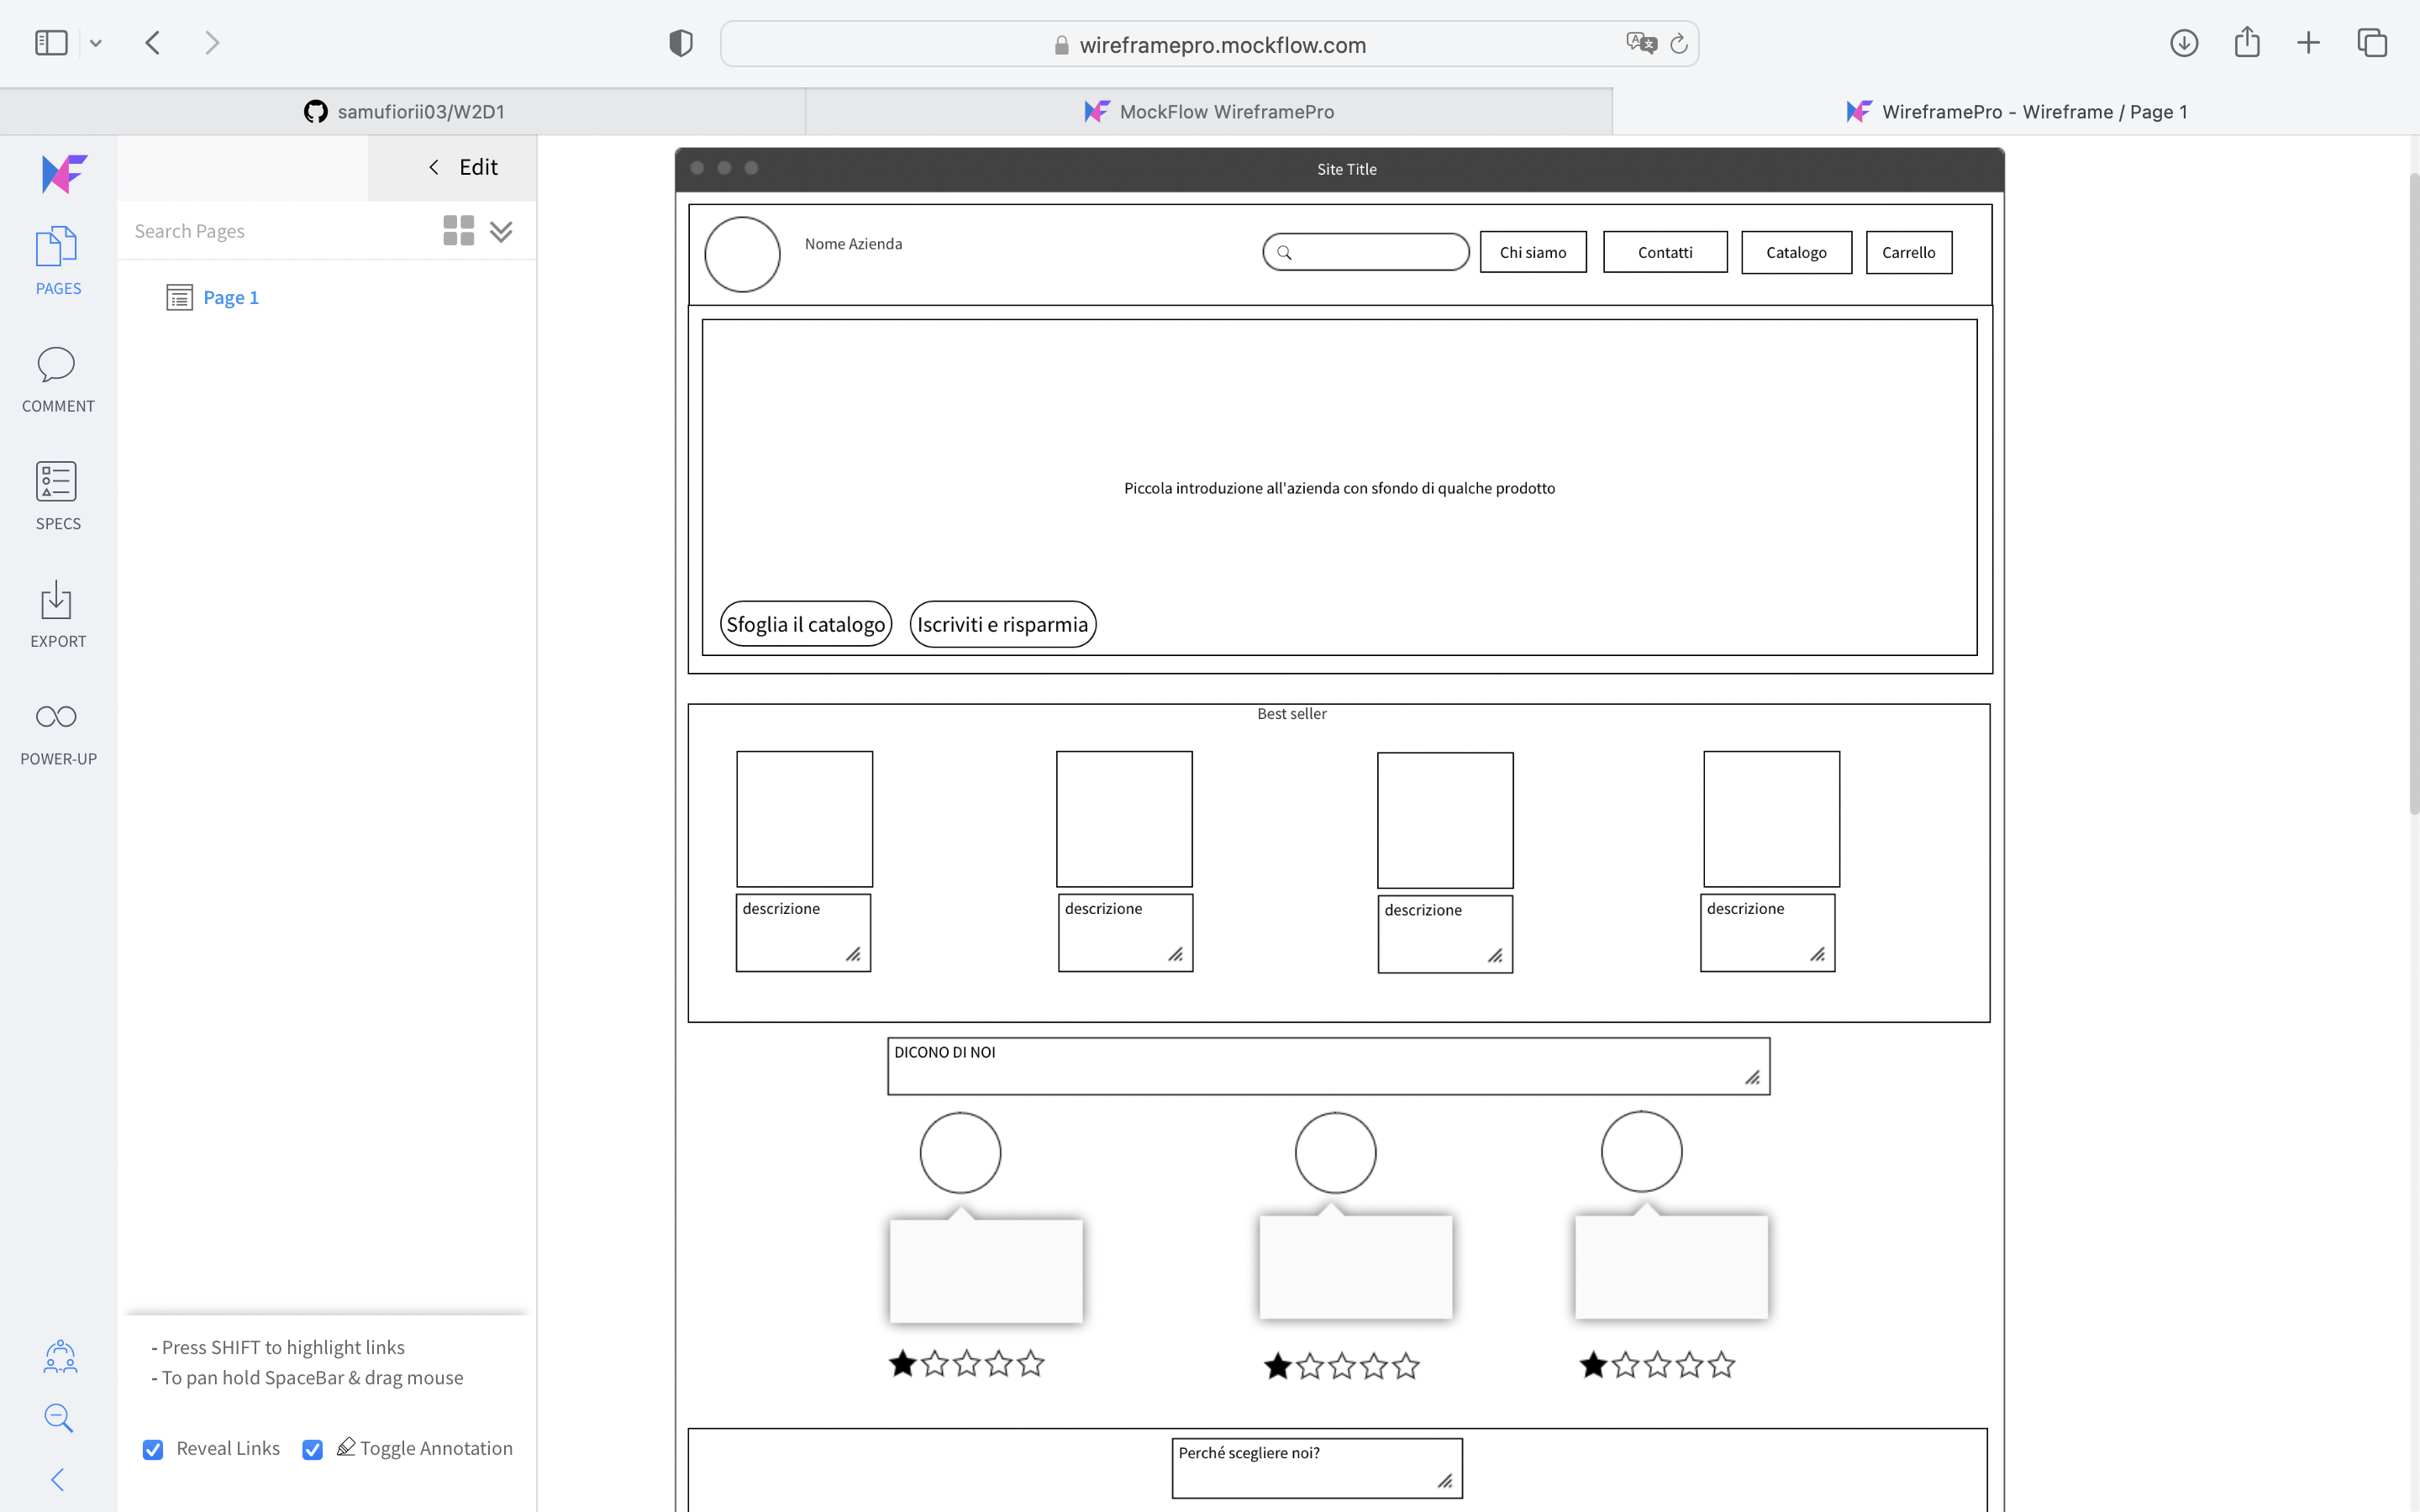 wireframepro.mockflow.com
samufiorii03/W2D1
MockFlow WireframePro
WireframePro - Wireframe / Page 1
Edit
Search Pages
PAGES
Page 1
COMMENT
SPECS
EXPORT
POWER-UP
- Press SHIFT to highlight links
- To pan hold SpaceBar & drag mouse
Reveal Links
Toggle Annotation
Site Title
Nome Azienda
Chi siamo
Contatti
Catalogo
Carrello
Piccola introduzione all'azienda con sfondo di qualche prodotto
Sfoglia il catalogo
Iscriviti e risparmia
Best seller
descrizione
descrizione
descrizione
descrizione
DICONO DI NOI
Perché scegliere noi?